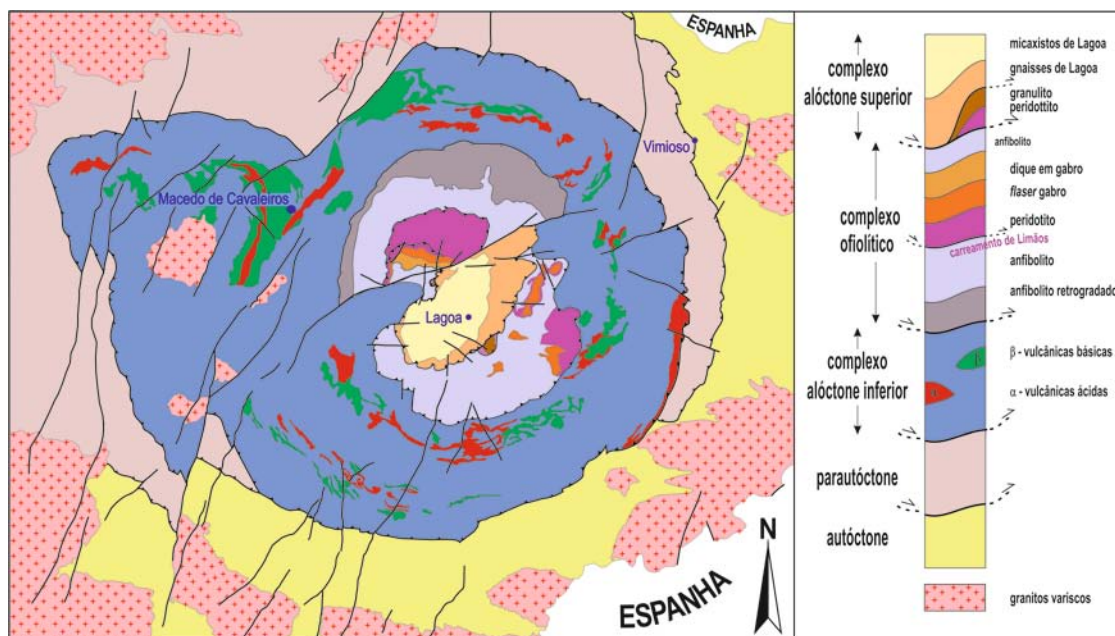 ESPANHA
Vimioso
Macedo de Cavaleiros
Lagoa
N
ESPANHA
complexo
alóctone superior
micaxistos de Lagoa
gnaisses de Lagoa
granulito
peridottito
complexo
ofiolítico
anfibolito
dique em gabro
flaser gabro
peridotito
carreamento de Limãos
anfibolito
anfibolito retrogradado
complexo
alóctone inferior
β - vulcânicas básicas
α - vulcânicas ácidas
parautóctone
autóctone
granitos variscos